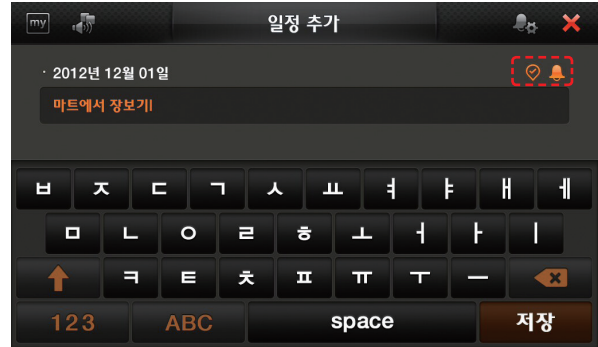 my 일정 추가
· 2012년 12월 01일
마트에서 장보기
ㅂ ㅈ ㄷ ㄱ ㅅ ㅛ ㅕ ㅑ ㅐ ㅔ
ㅁ ㄴ ㅇ ㄹ ㅎ ㅗ ㅓ ㅏ ㅣ
ㅋ ㅌ ㅊ ㅍ ㅠ ㅜ ㅡ
123 ABC space 저장